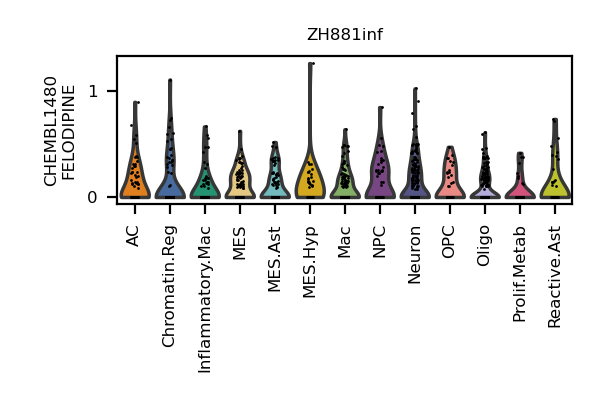 ZH881inf
CHEMBL1480
FELODIPINE
1
0
AC
Chromatin.Reg
Inflammatory.Mac
MES
MES.Ast
MES.Hyp
Mac
NPC
Neuron
OPC
Oligo
Prolif.Metab
Reactive.Ast